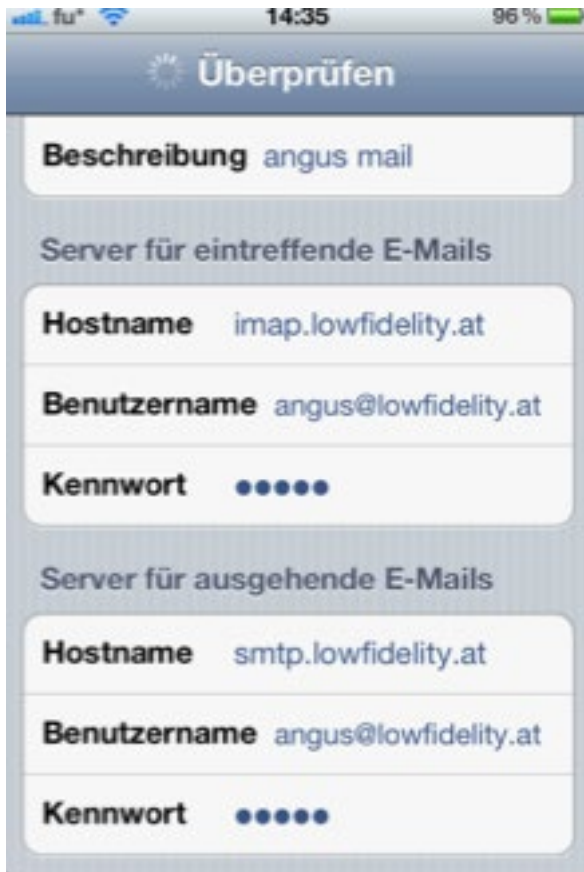 fu* 14:35 96 %
Überprüfen
Beschreibung angus mail
Server für eintreffende E-Mails
Hostname imap.lowfidelity.at
Benutzername angus@lowfidelity.at
Kennwort ●●●●●
Server für ausgehende E-Mails
Hostname smtp.lowfidelity.at
Benutzername angus@lowfidelity.at
Kennwort ●●●●●